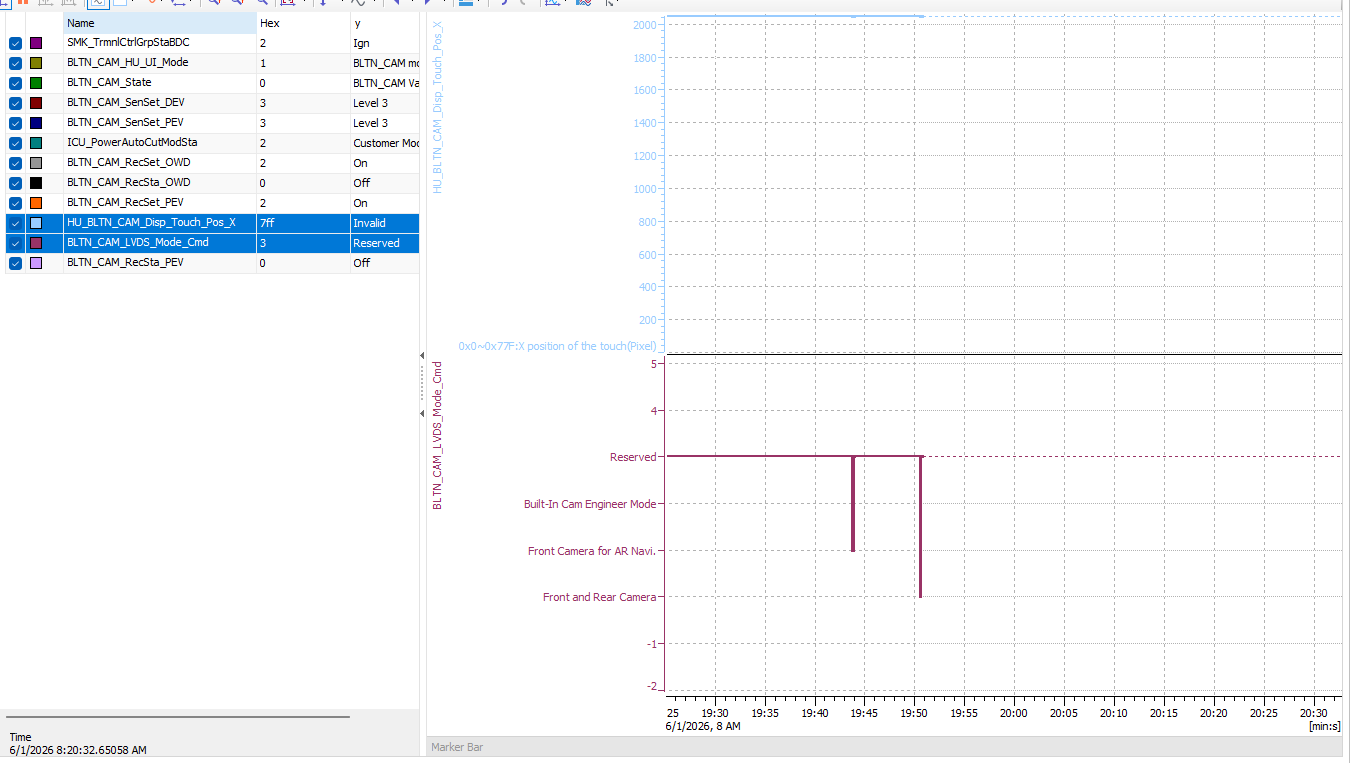 Name Hex y
SMK_TrmnlCtrlGrpStaBDC 2 Ign
BLTN_CAM_HU_UI_Mode 1 BLTN_CAM mo
BLTN_CAM_State 0 BLTN_CAM Va
BLTN_CAM_SenSet_DEV 3 Level 3
BLTN_CAM_SenSet_PEV 3 Level 3
ICU_PowerAutoCutModSta 2 Customer Mod
BLTN_CAM_RecSet_OWD 2 On
BLTN_CAM_RecSta_OWD 0 Off
BLTN_CAM_RecSet_PEV 2 On
HU_BLTN_CAM_Disp_Touch_Pos_X 7ff Invalid
BLTN_CAM_LVDS_Mode_Cmd 3 Reserved
BLTN_CAM_RecSta_PEV 0 Off
Time
6/1/2026 8:20:32.65058 AM
HU_BLTN_CAM_Disp_Touch_Pos_X
2000
1800
1600
1400
1200
1000
800
600
400
200
0x0~0x77F:X position of the touch(Pixel)
BLTN_CAM_LVDS_Mode_Cmd
5
4
Reserved
Built-In Cam Engineer Mode
Front Camera for AR Navi.
Front and Rear Camera
-1
-2
25 19:30 19:35 19:40 19:45 19:50 19:55 20:00 20:05 20:10 20:15 20:20 20:25 20:30
6/1/2026, 8 AM [min:s]
Marker Bar